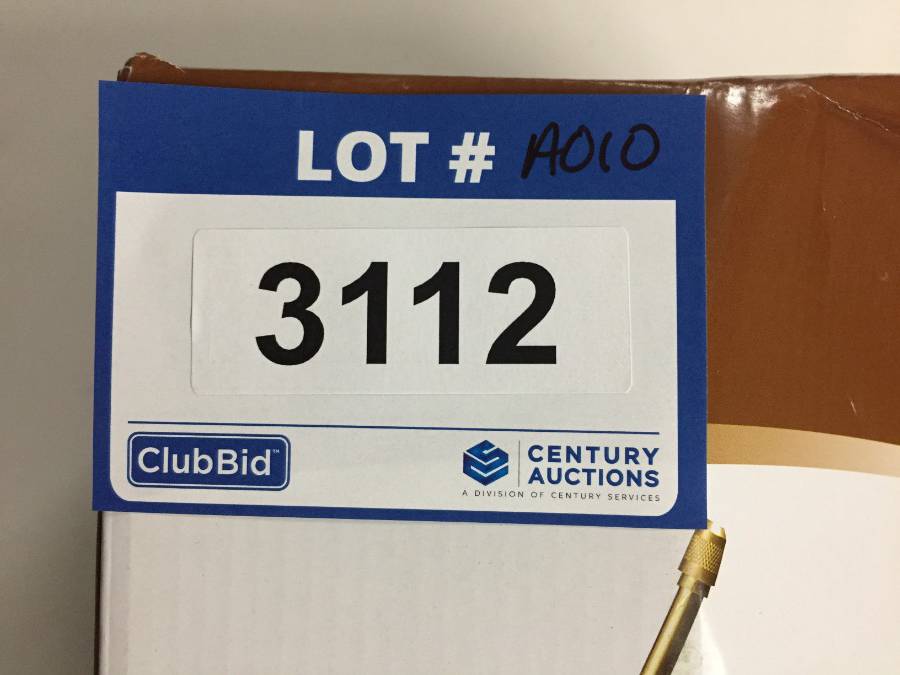 LOT # A010
3112
ClubBid™
CENTURY
AUCTIONS
A DIVISION OF CENTURY SERVICES